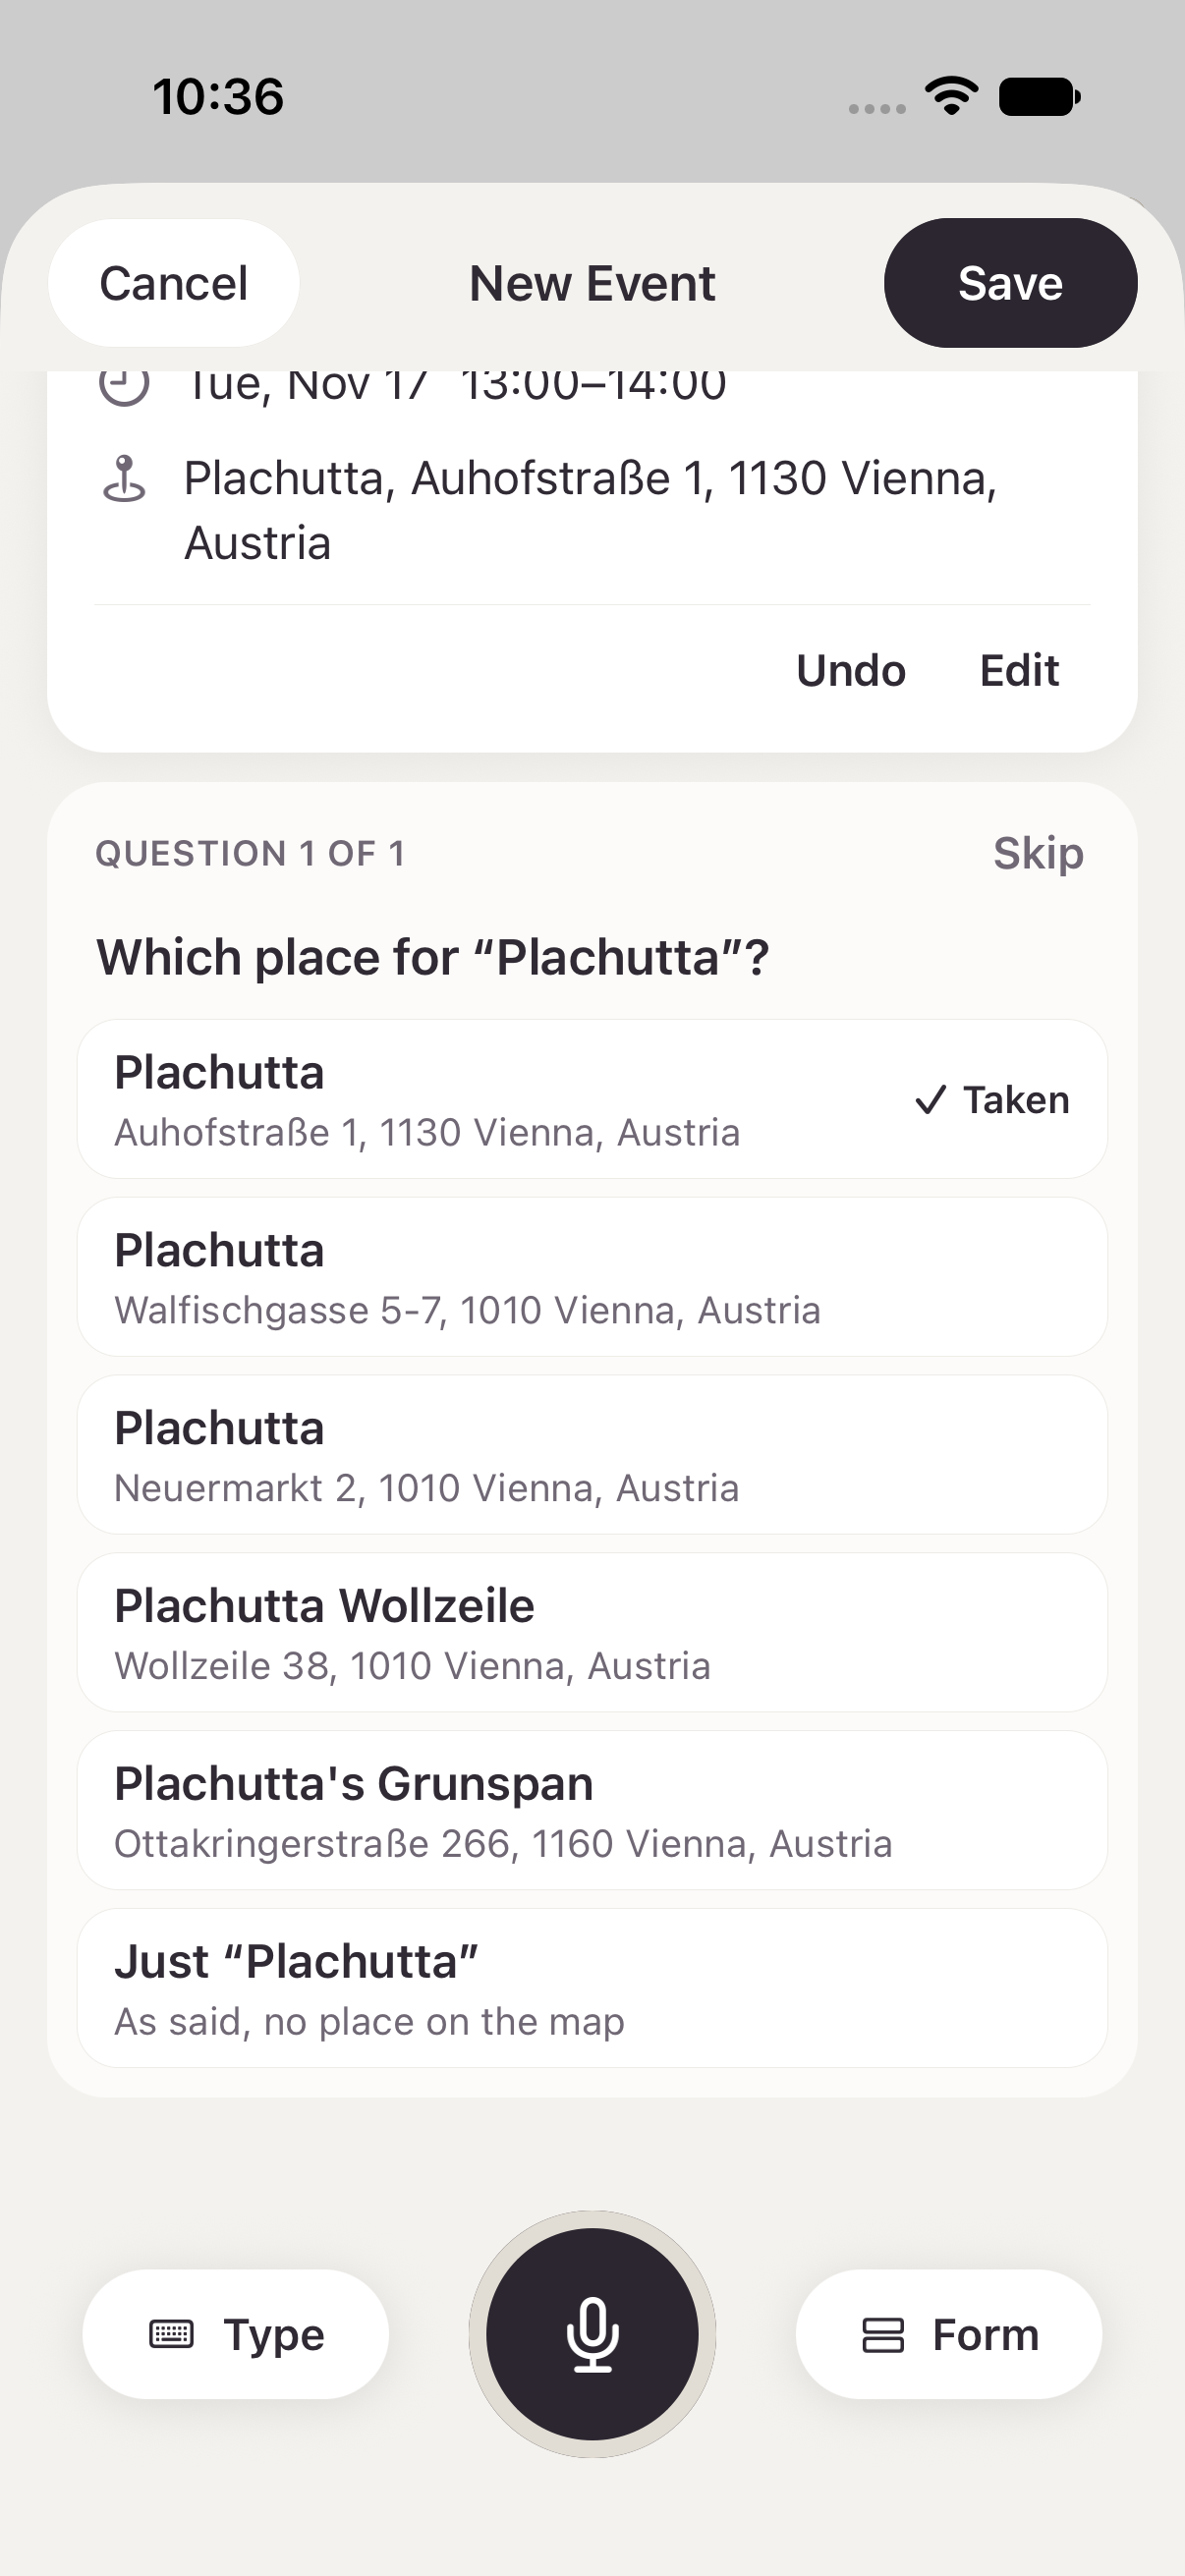 10:36
Cancel
New Event
Save
Tue, Nov 17 13:00–14:00
Plachutta, Auhofstraße 1, 1130 Vienna,
Austria
Undo
Edit
QUESTION 1 OF 1
Skip
Which place for “Plachutta”?
Plachutta
Auhofstraße 1, 1130 Vienna, Austria
Taken
Plachutta
Walfischgasse 5-7, 1010 Vienna, Austria
Plachutta
Neuermarkt 2, 1010 Vienna, Austria
Plachutta Wollzeile
Wollzeile 38, 1010 Vienna, Austria
Plachutta's Grunspan
Ottakringerstraße 266, 1160 Vienna, Austria
Just “Plachutta”
As said, no place on the map
Type
Form